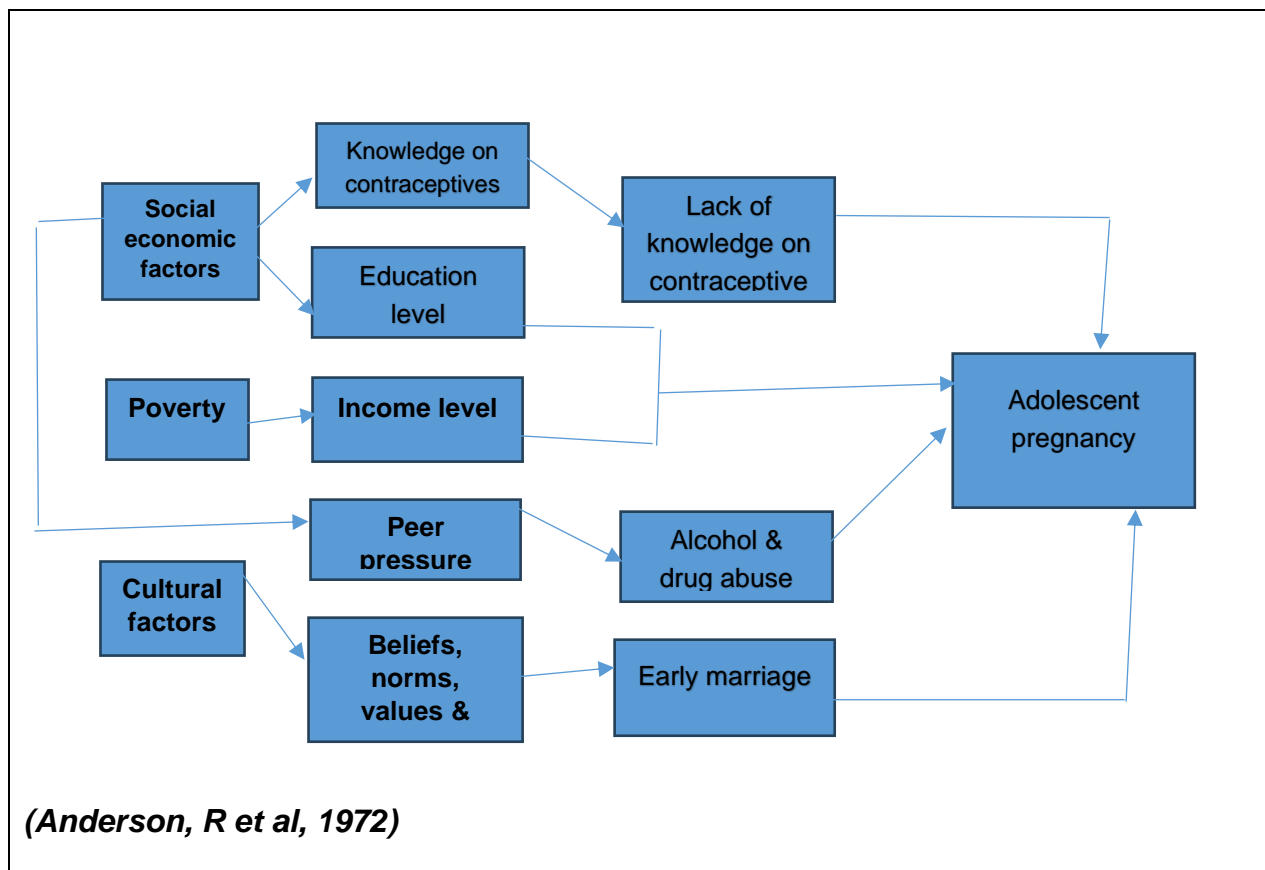 Knowledge on
contraceptives
Social
economic
factors
Lack of
knowledge on
contraceptive
Education
level
Poverty
Income level
Adolescent
pregnancy
Peer
pressure
Alcohol &
drug abuse
Cultural
factors
Beliefs,
norms,
values &
Early marriage
(Anderson, R et al, 1972)